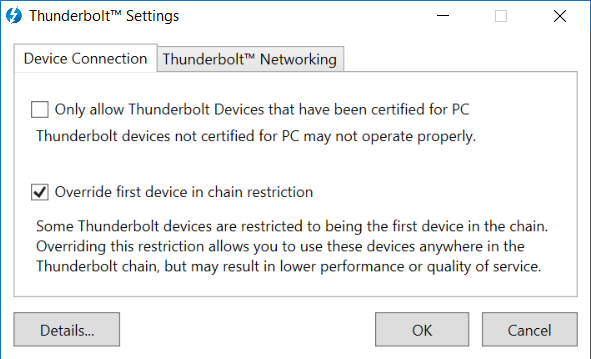 Thunderbolt™ Settings
Device Connection
Thunderbolt™ Networking
Only allow Thunderbolt Devices that have been certified for PC
Thunderbolt devices not certified for PC may not operate properly.
Override first device in chain restriction
Some Thunderbolt devices are restricted to being the first device in the chain.
Overriding this restriction allows you to use these devices anywhere in the
Thunderbolt chain, but may result in lower performance or quality of service.
Details...
OK
Cancel